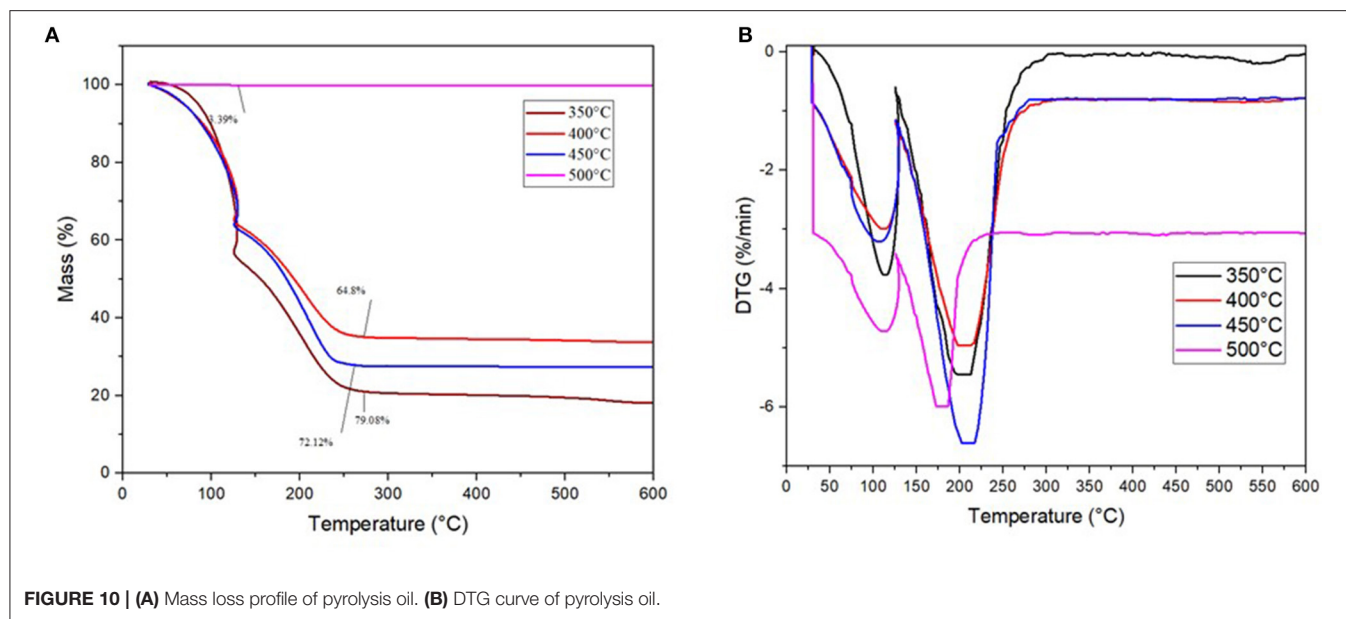 A
100
80
60
40
20
0
Mass (%)
3.39%
350°C
400°C
450°C
500°C
64.8%
79.08%
72.12%
0 100 200 300 400 500 600
Temperature (°C)
B
0
-2
-4
-6
DTG (%/min)
350°C
400°C
450°C
500°C
0 50 100 150 200 250 300 350 400 450 500 550 600
Temperature (°C)
FIGURE 10 | (A) Mass loss profile of pyrolysis oil. (B) DTG curve of pyrolysis oil.